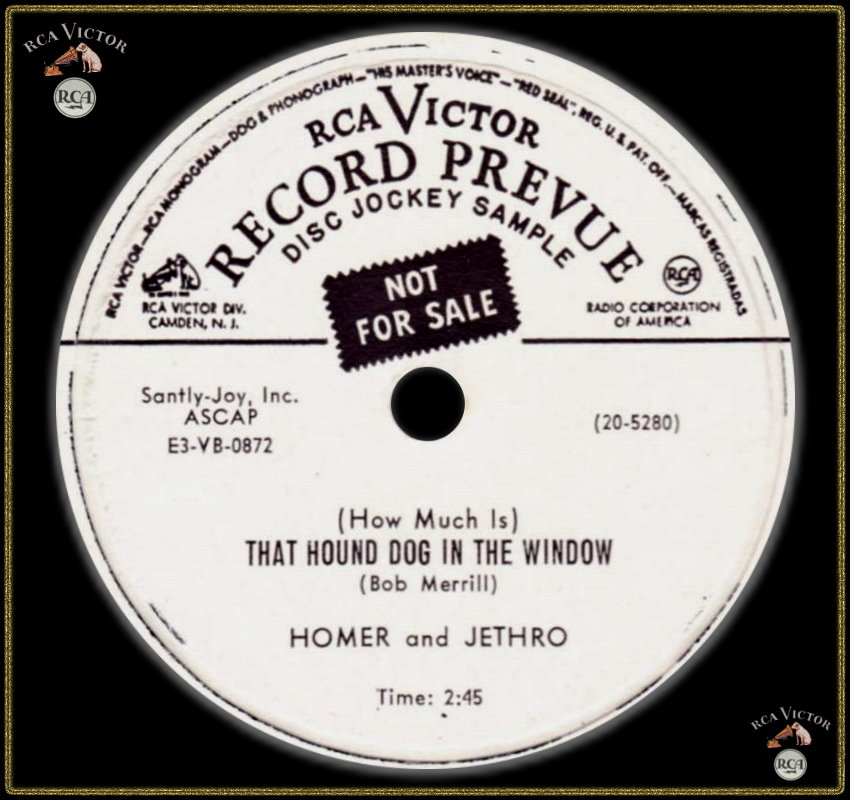 RCA VICTOR
RCA
RCA VICTOR—RCA MONOGRAM—DOG & PHONOGRAPH—"HIS MASTER'S VOICE"—"RED SEAL", REG. U. S. PAT. OFF.—MARCAS REGISTRADAS
RCA VICTOR
RECORD PREVUE
DISC JOCKEY SAMPLE
NOT
FOR SALE
RCA VICTOR DIV.
CAMDEN, N. J.
RCA
RADIO CORPORATION
OF AMERICA
Santly-Joy, Inc.
ASCAP
E3-VB-0872
(20-5280)
(How Much Is)
THAT HOUND DOG IN THE WINDOW
(Bob Merrill)
HOMER and JETHRO
Time: 2:45
RCA VICTOR
RCA